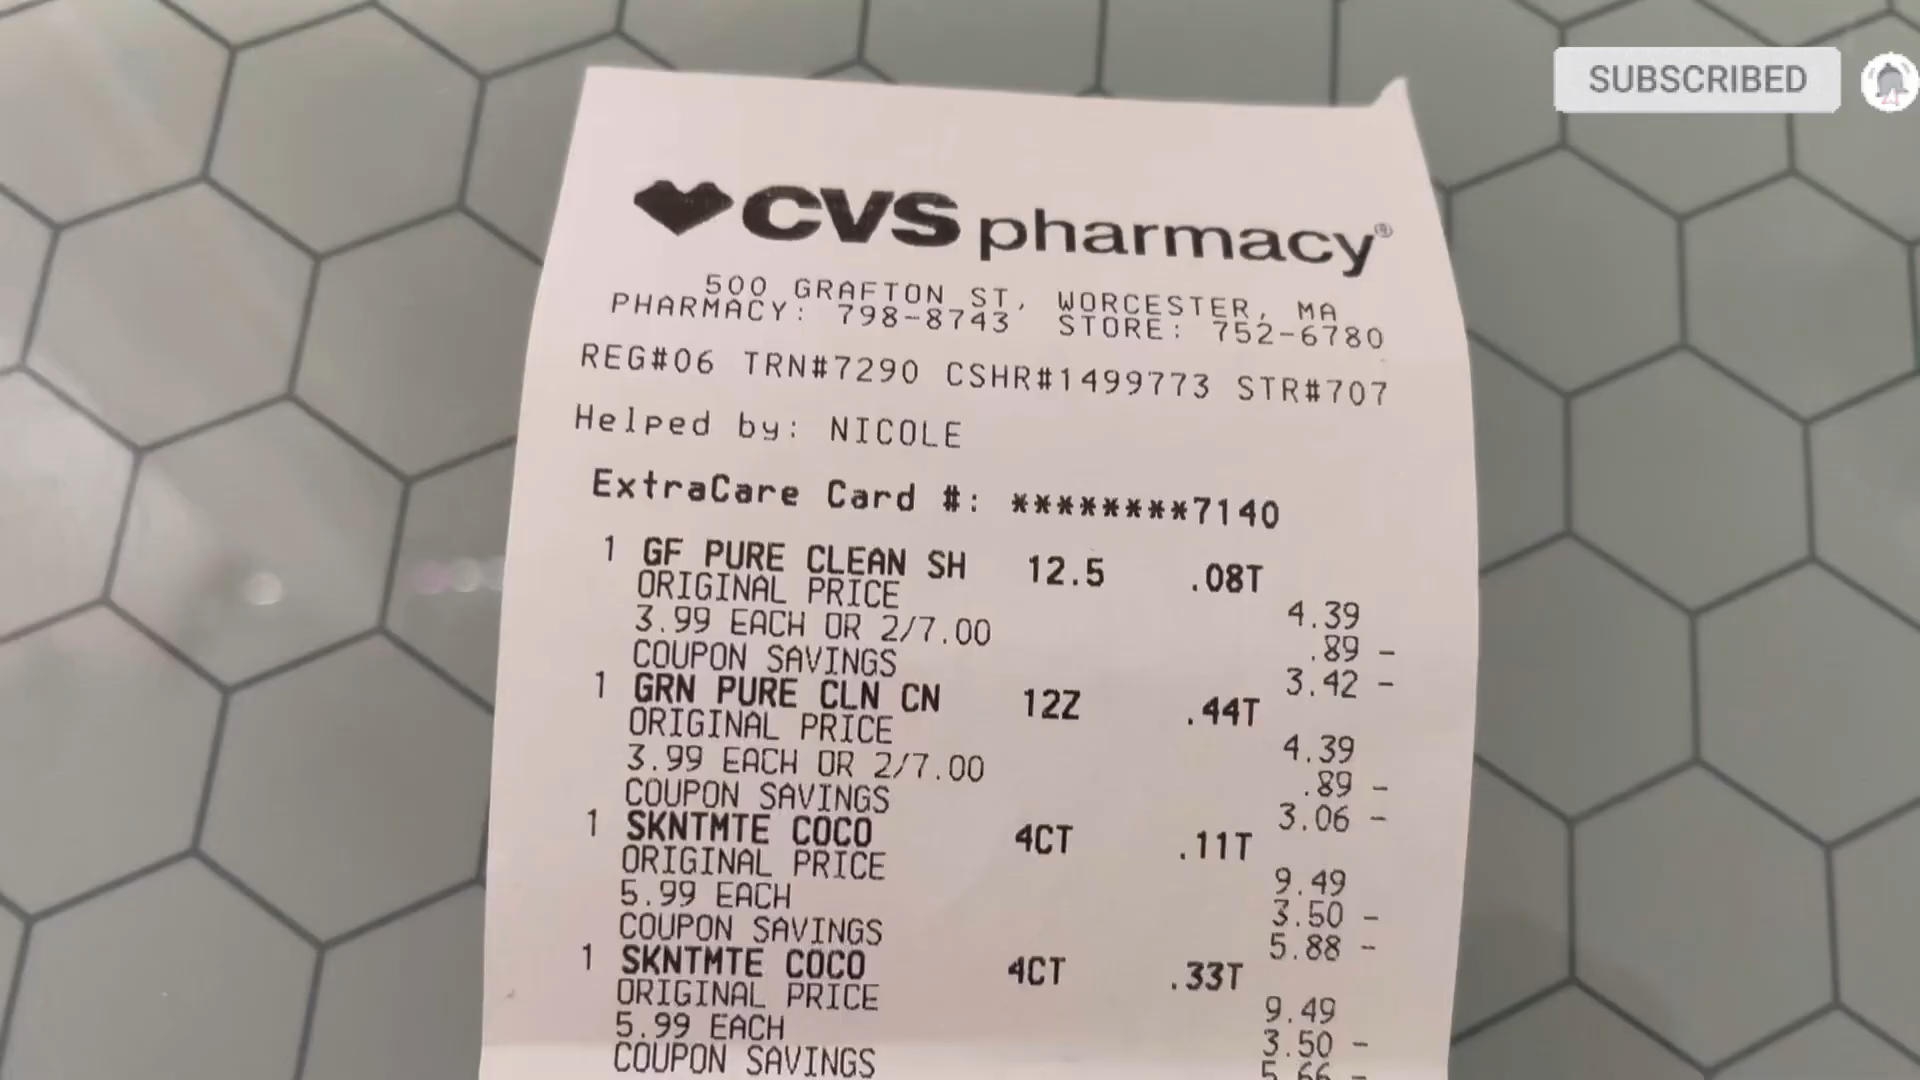 SUBSCRIBED
CVS pharmacy®
500 GRAFTON ST, WORCESTER, MA
PHARMACY: 798-8743 STORE: 752-6780
REG#06 TRN#7290 CSHR#1499773 STR#707
Helped by: NICOLE
ExtraCare Card #: ********7140
1 GF PURE CLEAN SH 12.5 .08T
ORIGINAL PRICE 4.39
3.99 EACH OR 2/7.00 .89 -
COUPON SAVINGS 3.42 -
1 GRN PURE CLN CN 12Z .44T
ORIGINAL PRICE 4.39
3.99 EACH OR 2/7.00 .89 -
COUPON SAVINGS 3.06 -
1 SKNTMTE COCO 4CT .11T
ORIGINAL PRICE 9.49
5.99 EACH 3.50 -
COUPON SAVINGS 5.88 -
1 SKNTMTE COCO 4CT .33T
ORIGINAL PRICE 9.49
5.99 EACH 3.50 -
COUPON SAVINGS 5.66 -